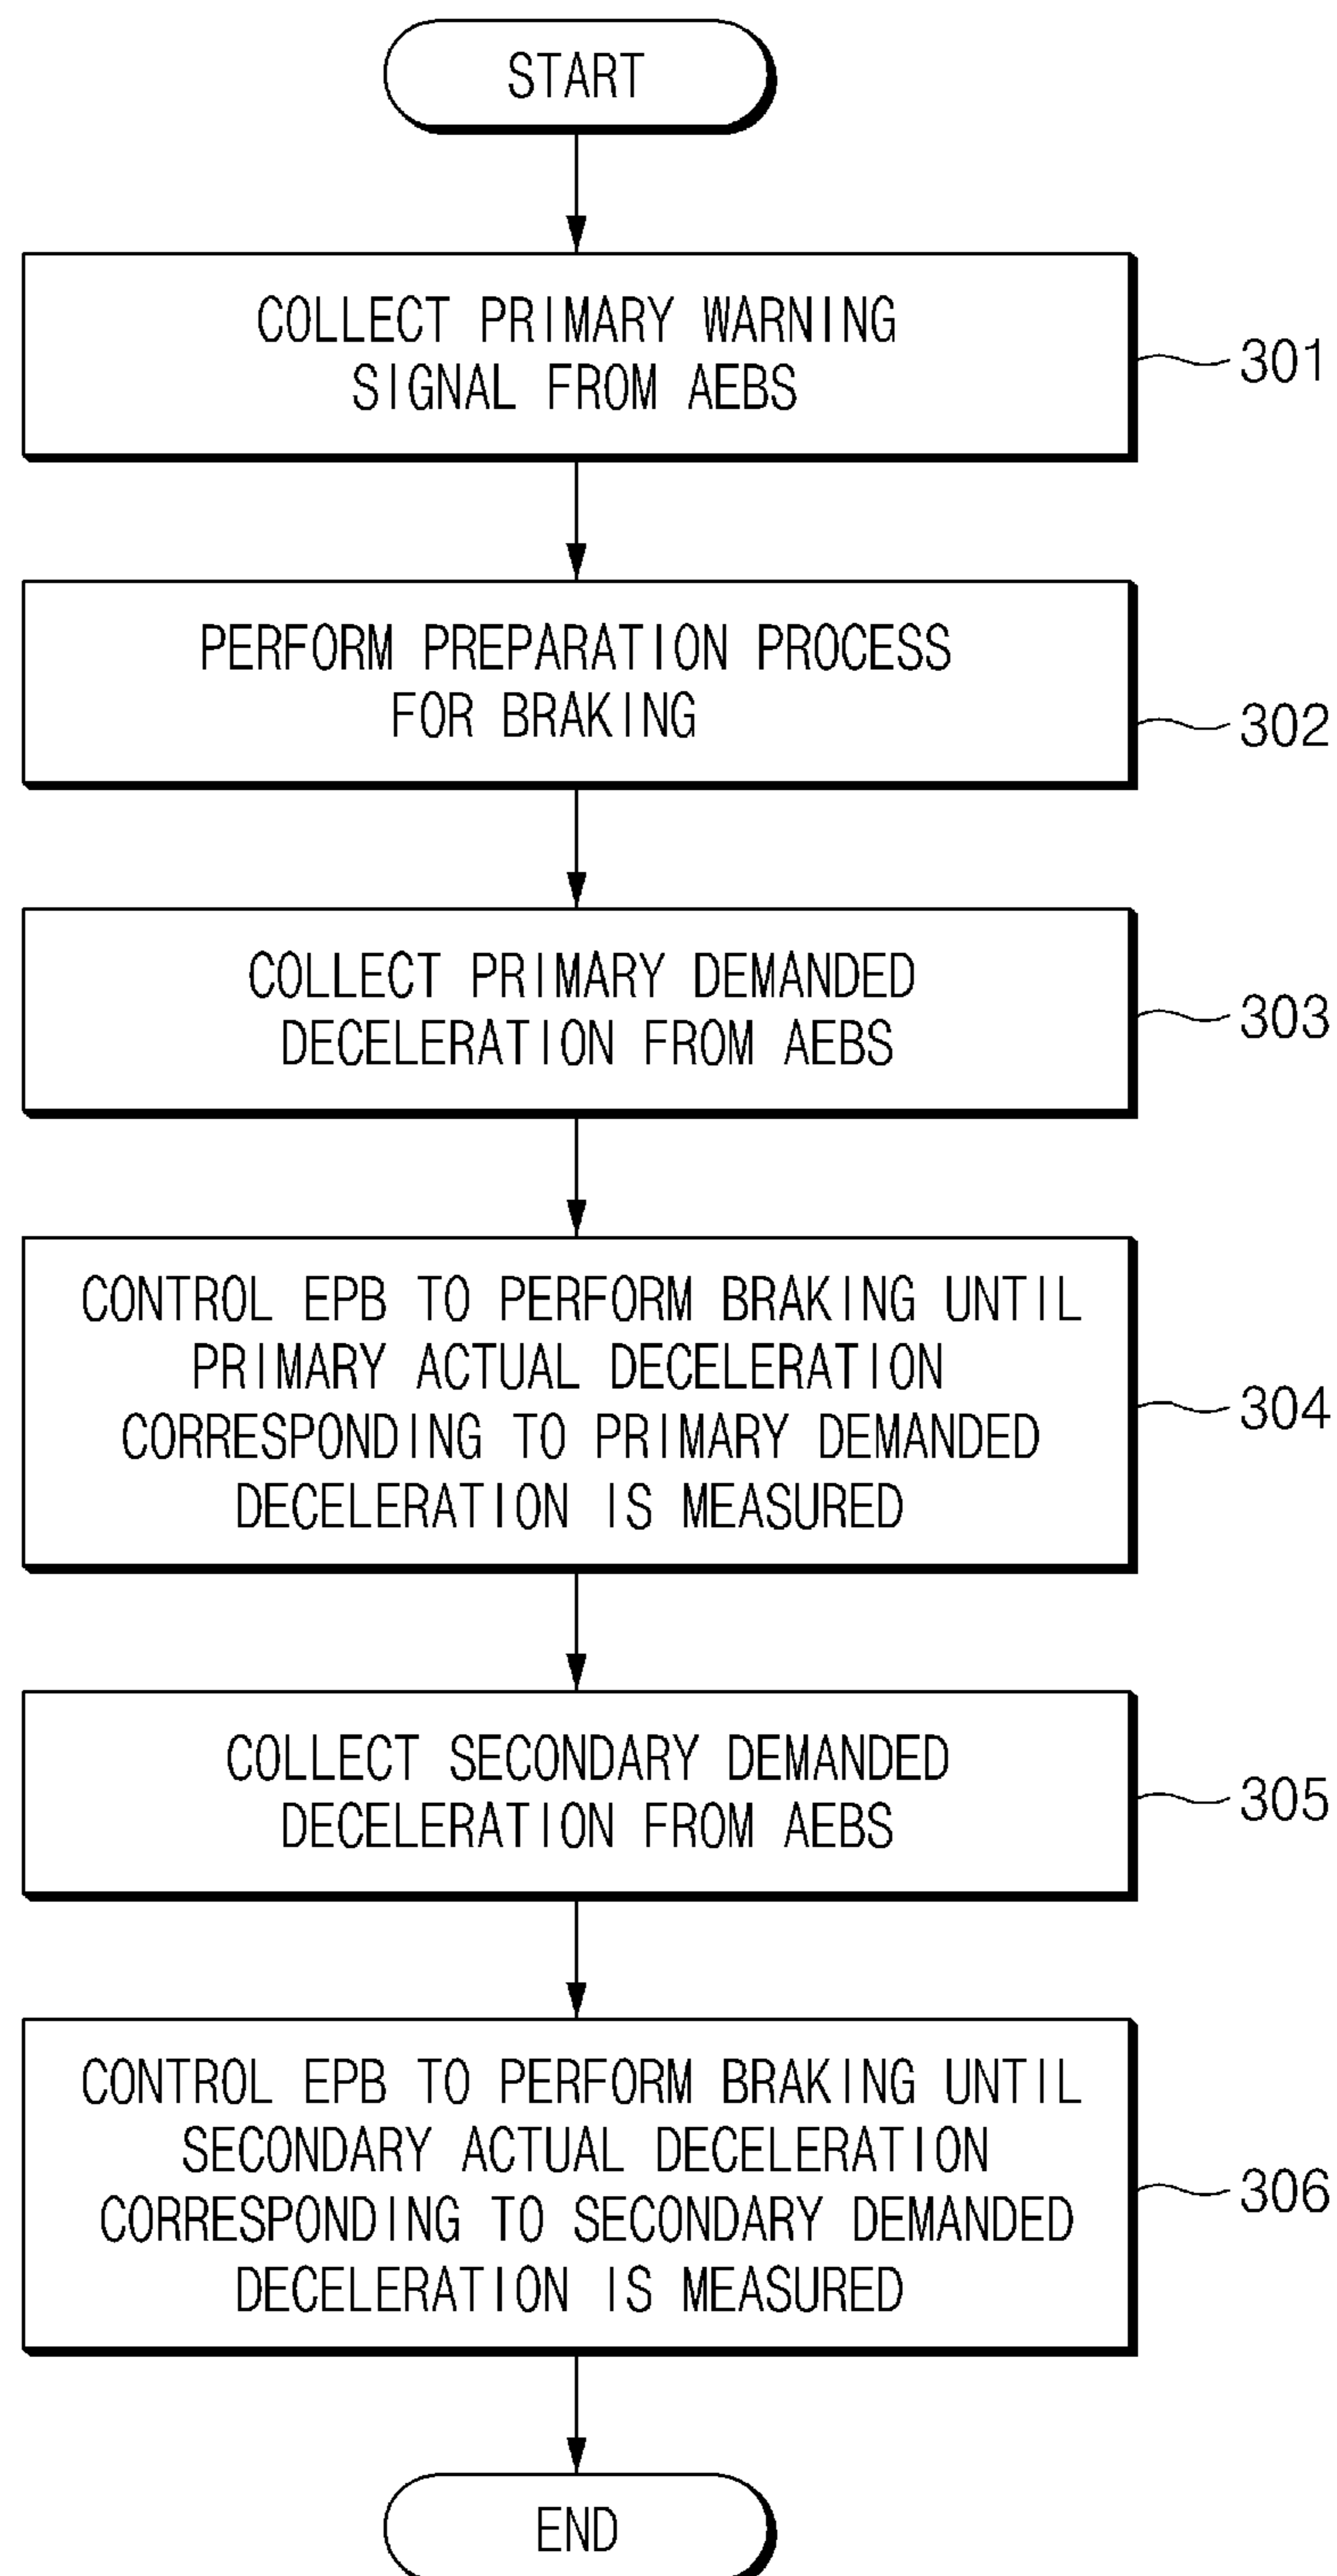 START
COLLECT PRIMARY WARNING
SIGNAL FROM AEBS
301
PERFORM PREPARATION PROCESS
FOR BRAKING
302
COLLECT PRIMARY DEMANDED
DECELERATION FROM AEBS
303
CONTROL EPB TO PERFORM BRAKING UNTIL
PRIMARY ACTUAL DECELERATION
CORRESPONDING TO PRIMARY DEMANDED
DECELERATION IS MEASURED
304
COLLECT SECONDARY DEMANDED
DECELERATION FROM AEBS
305
CONTROL EPB TO PERFORM BRAKING UNTIL
SECONDARY ACTUAL DECELERATION
CORRESPONDING TO SECONDARY DEMANDED
DECELERATION IS MEASURED
306
END